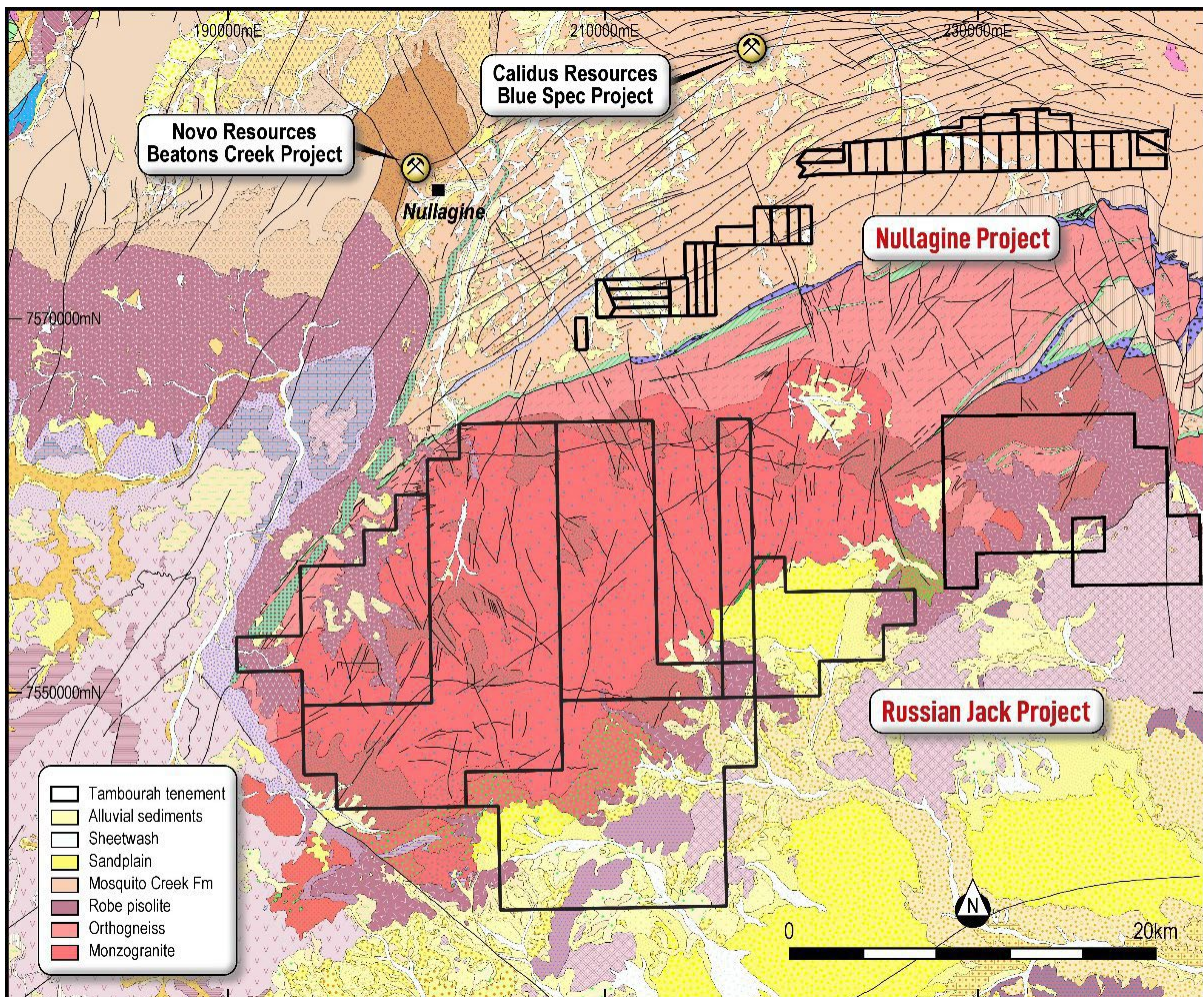 190000mE
210000mE
230000mE
Calidus Resources
Blue Spec Project
Novo Resources
Beatons Creek Project
Nullagine
Nullagine Project
7570000mN
7550000mN
Russian Jack Project
Tambourah tenement
Alluvial sediments
Sheetwash
Sandplain
Mosquito Creek Fm
Robe pisolite
Orthogneiss
Monzogranite
N
0
20km